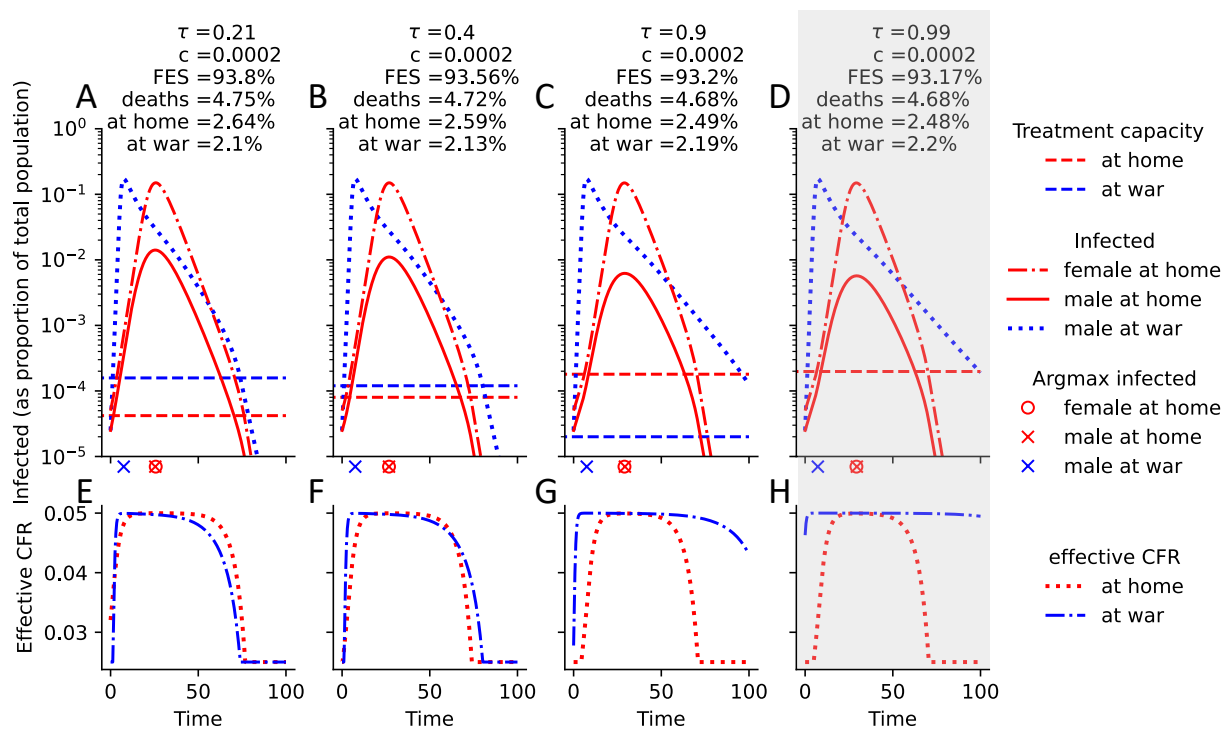 A
τ =0.21
c =0.0002
FES =93.8%
deaths =4.75%
at home =2.64%
at war =2.1%
B
τ =0.4
c =0.0002
FES =93.56%
deaths =4.72%
at home =2.59%
at war =2.13%
C
τ =0.9
c =0.0002
FES =93.2%
deaths =4.68%
at home =2.49%
at war =2.19%
D
τ =0.99
c =0.0002
FES =93.17%
deaths =4.68%
at home =2.48%
at war =2.2%
Infected (as proportion of total population)
10⁰
10⁻¹
10⁻²
10⁻³
10⁻⁴
10⁻⁵
Treatment capacity
at home
at war
Infected
female at home
male at home
male at war
Argmax infected
female at home
male at home
male at war
E
F
G
H
Effective CFR
0.05
0.04
0.03
0 50 100
0 50 100
0 50 100
0 50 100
Time
Time
Time
Time
effective CFR
at home
at war